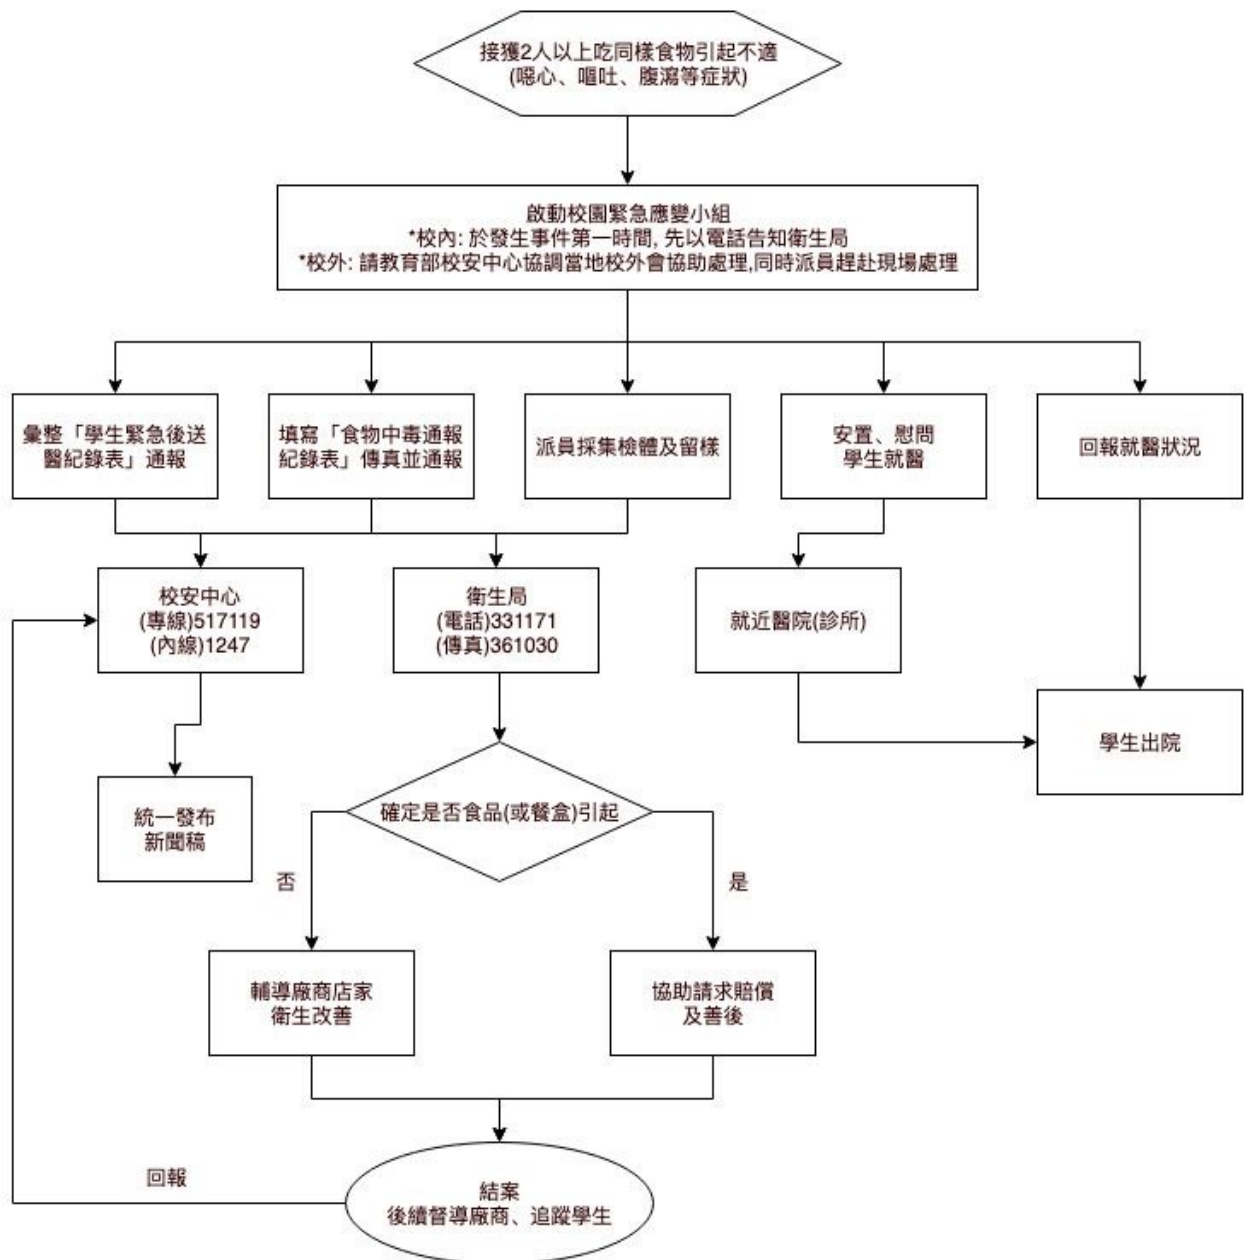 接獲2人以上吃同樣食物引起不適
(噁心、嘔吐、腹瀉等症狀)
啟動校園緊急應變小組
*校內: 於發生事件第一時間, 先以電話告知衛生局
*校外: 請教育部校安中心協調當地校外會協助處理,同時派員趕赴現場處理
彙整「學生緊急後送
醫紀錄表」通報
填寫「食物中毒通報
紀錄表」傳真並通報
派員採集檢體及留樣
安置、慰問
學生就醫
回報就醫狀況
校安中心
(專線)517119
(內線)1247
衛生局
(電話)331171
(傳真)361030
就近醫院(診所)
學生出院
統一發布
新聞稿
確定是否食品(或餐盒)引起
否
是
輔導廠商店家
衛生改善
協助請求賠償
及善後
回報
結案
後續督導廠商、追蹤學生